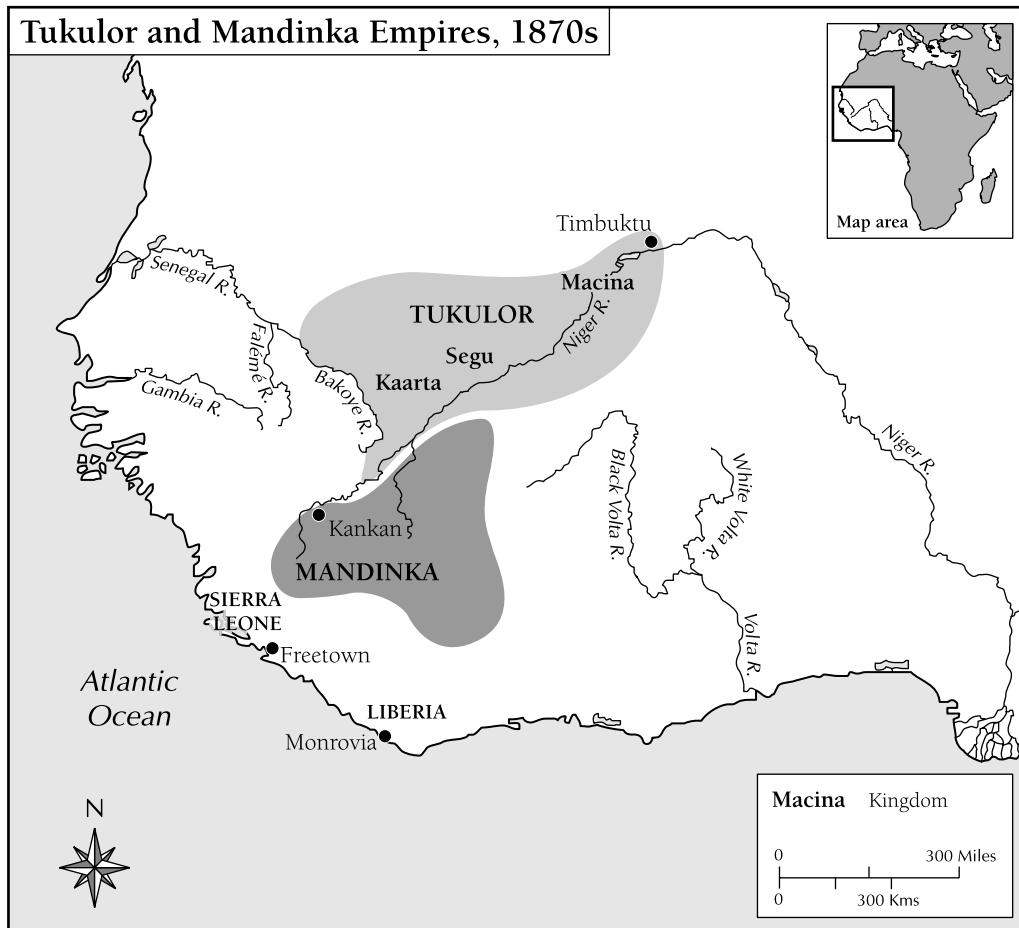 Tukulor and Mandinka Empires, 1870s
Map area
Timbuktu
Senegal R.
Macina
TUKULOR
Niger R.
Falémé R.
Segu
Bakoye R.
Kaarta
Gambia R.
Niger R.
Black Volta R.
White Volta R.
Kankan
MANDINKA
SIERRA
LEONE
Freetown
Volta R.
Atlantic
Ocean
LIBERIA
Monrovia
N
Macina Kingdom
0 300 Miles
0 300 Kms